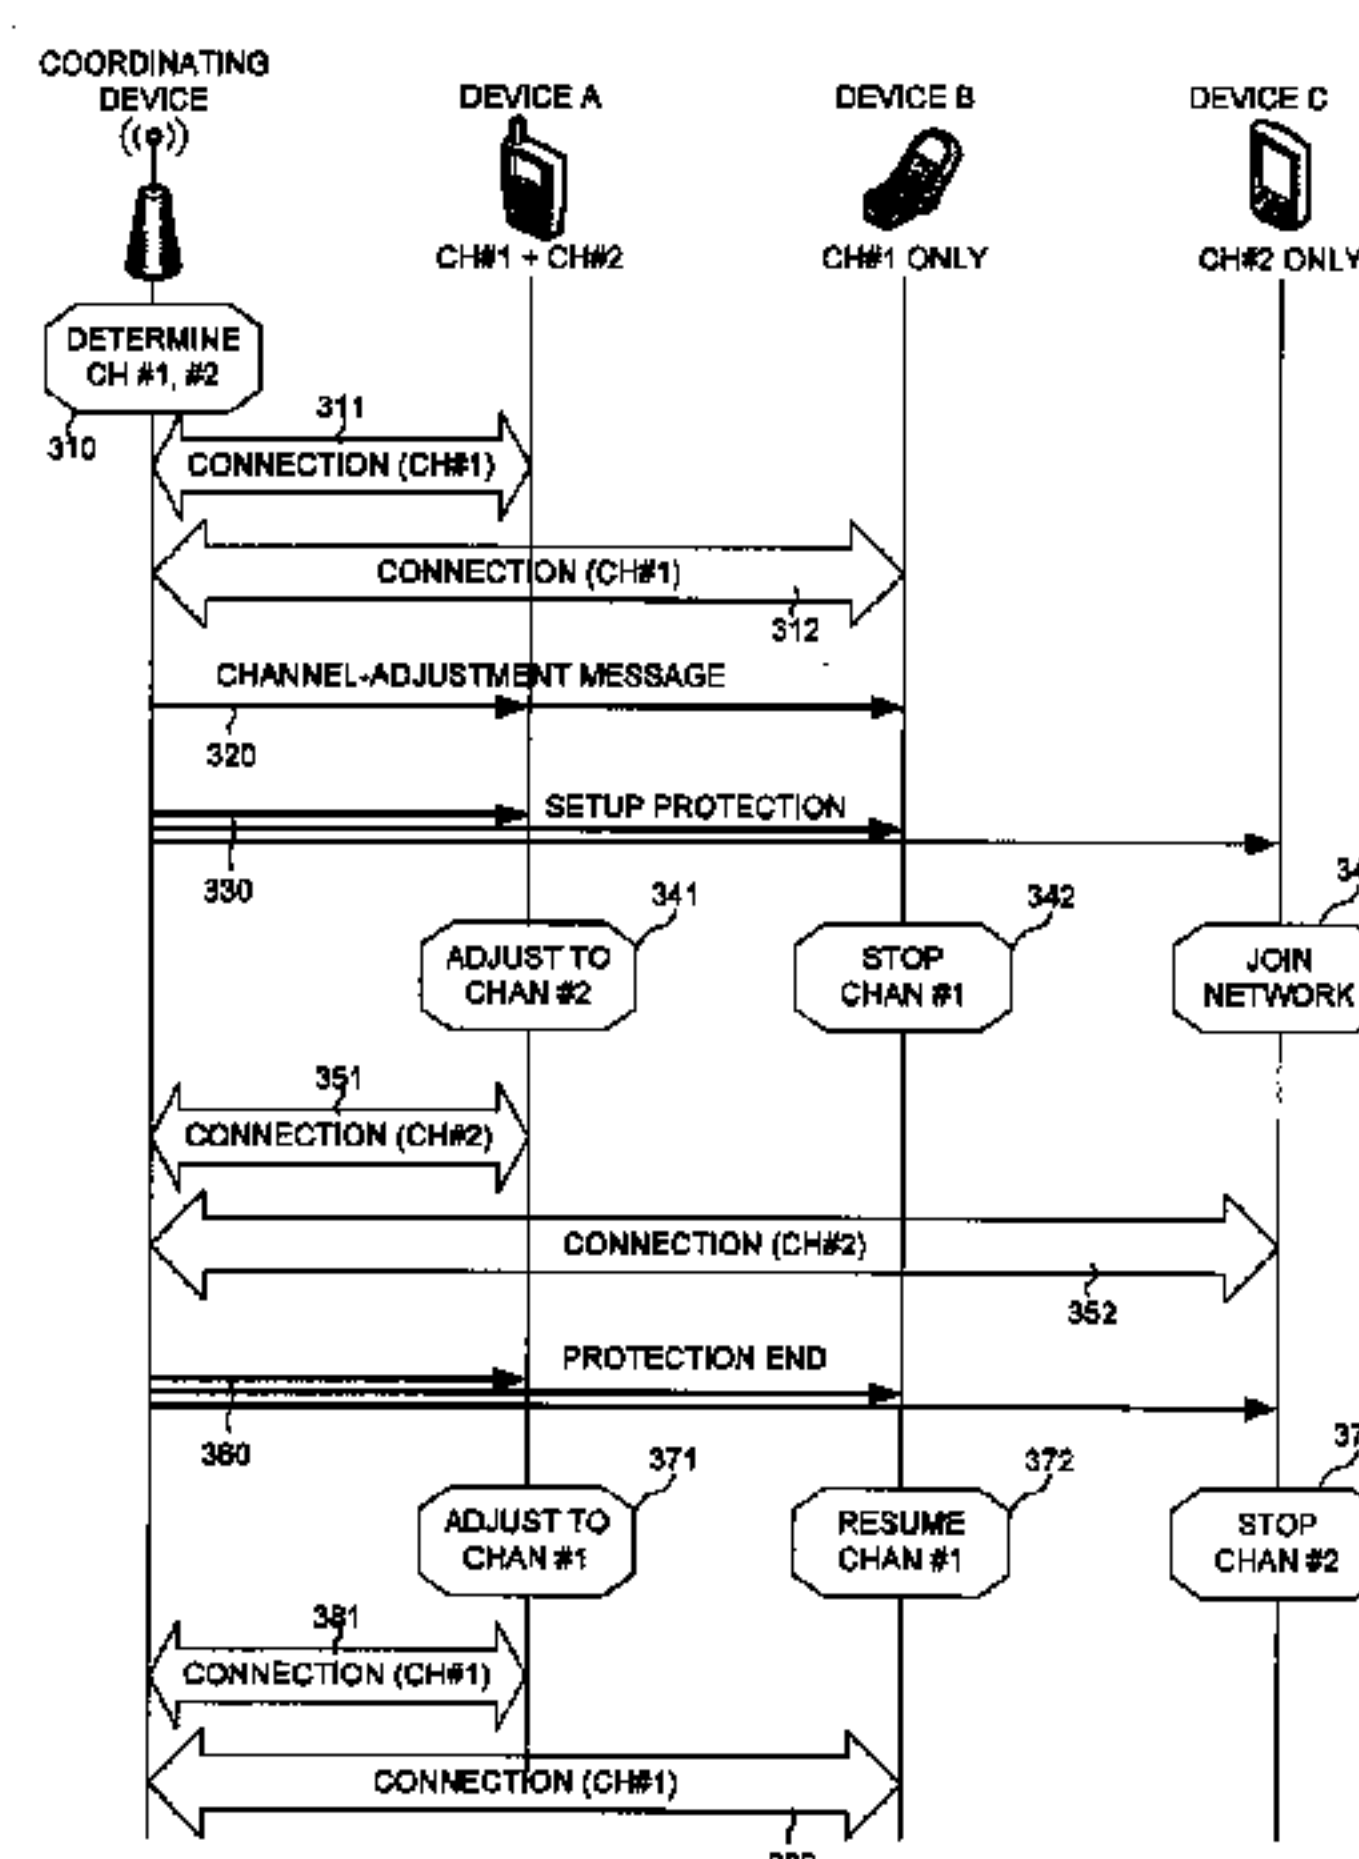 COORDINATING
DEVICE
DEVICE A
DEVICE B
DEVICE C
CH#1 + CH#2
CH#1 ONLY
CH#2 ONLY
DETERMINE
CH #1, #2
310
311
CONNECTION (CH#1)
CONNECTION (CH#1)
312
CHANNEL-ADJUSTMENT MESSAGE
320
SETUP PROTECTION
330
341
342
ADJUST TO
CHAN #2
STOP
CHAN #1
JOIN
NETWORK
351
CONNECTION (CH#2)
CONNECTION (CH#2)
352
PROTECTION END
360
371
372
ADJUST TO
CHAN #1
RESUME
CHAN #1
STOP
CHAN #2
381
CONNECTION (CH#1)
CONNECTION (CH#1)